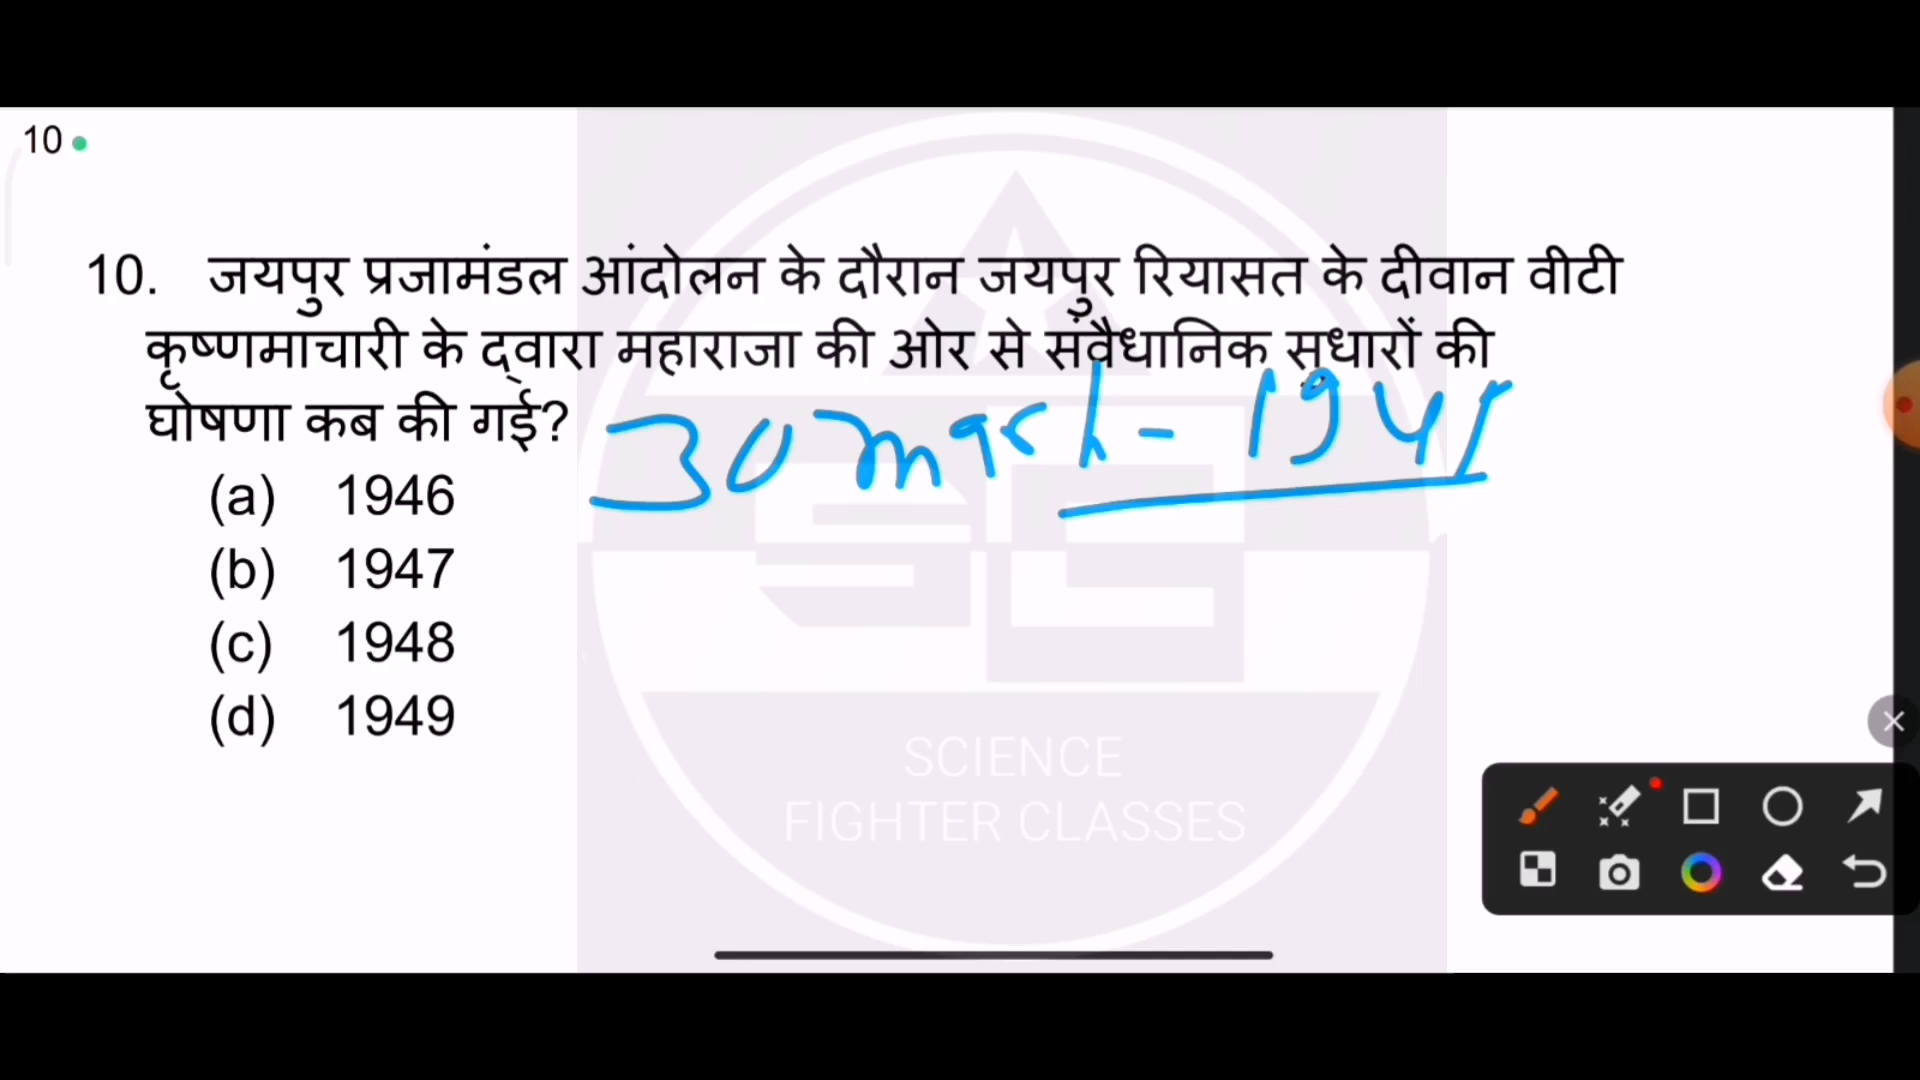 10
10. जयपुर प्रजामंडल आंदोलन के दौरान जयपुर रियासत के दीवान वीटी
कृष्णमाचारी के द्वारा महाराजा की ओर से संवैधानिक सुधारों की
घोषणा कब की गई?
30 march - 1941
(a) 1946
(b) 1947
(c) 1948
(d) 1949
SCIENCE
FIGHTER CLASSES